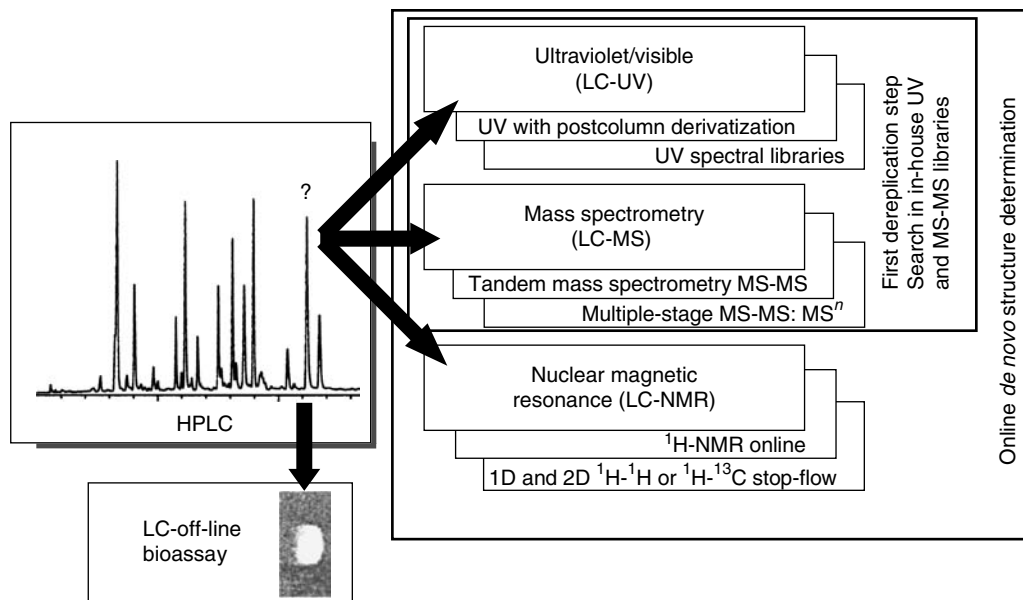 ?
HPLC
LC-off-line
bioassay
Ultraviolet/visible
(LC-UV)
UV with postcolumn derivatization
UV spectral libraries
Mass spectrometry
(LC-MS)
Tandem mass spectrometry MS-MS
Multiple-stage MS-MS: MSⁿ
Nuclear magnetic
resonance (LC-NMR)
¹H-NMR online
1D and 2D ¹H-¹H or ¹H-¹³C stop-flow
First dereplication step
Search in in-house UV
and MS-MS libraries
Online de novo structure determination